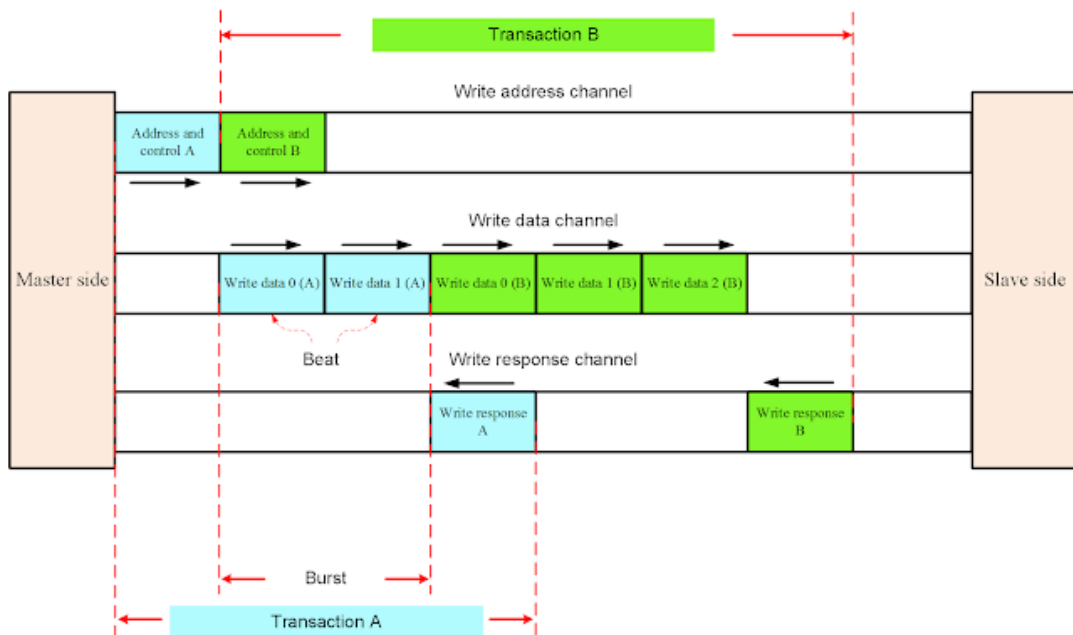 Transaction B
Write address channel
Address and
control A
Address and
control B
Write data channel
Master side
Write data 0 (A)
Write data 1 (A)
Write data 0 (B)
Write data 1 (B)
Write data 2 (B)
Slave side
Beat
Write response channel
Write response
A
Write response
B
Burst
Transaction A